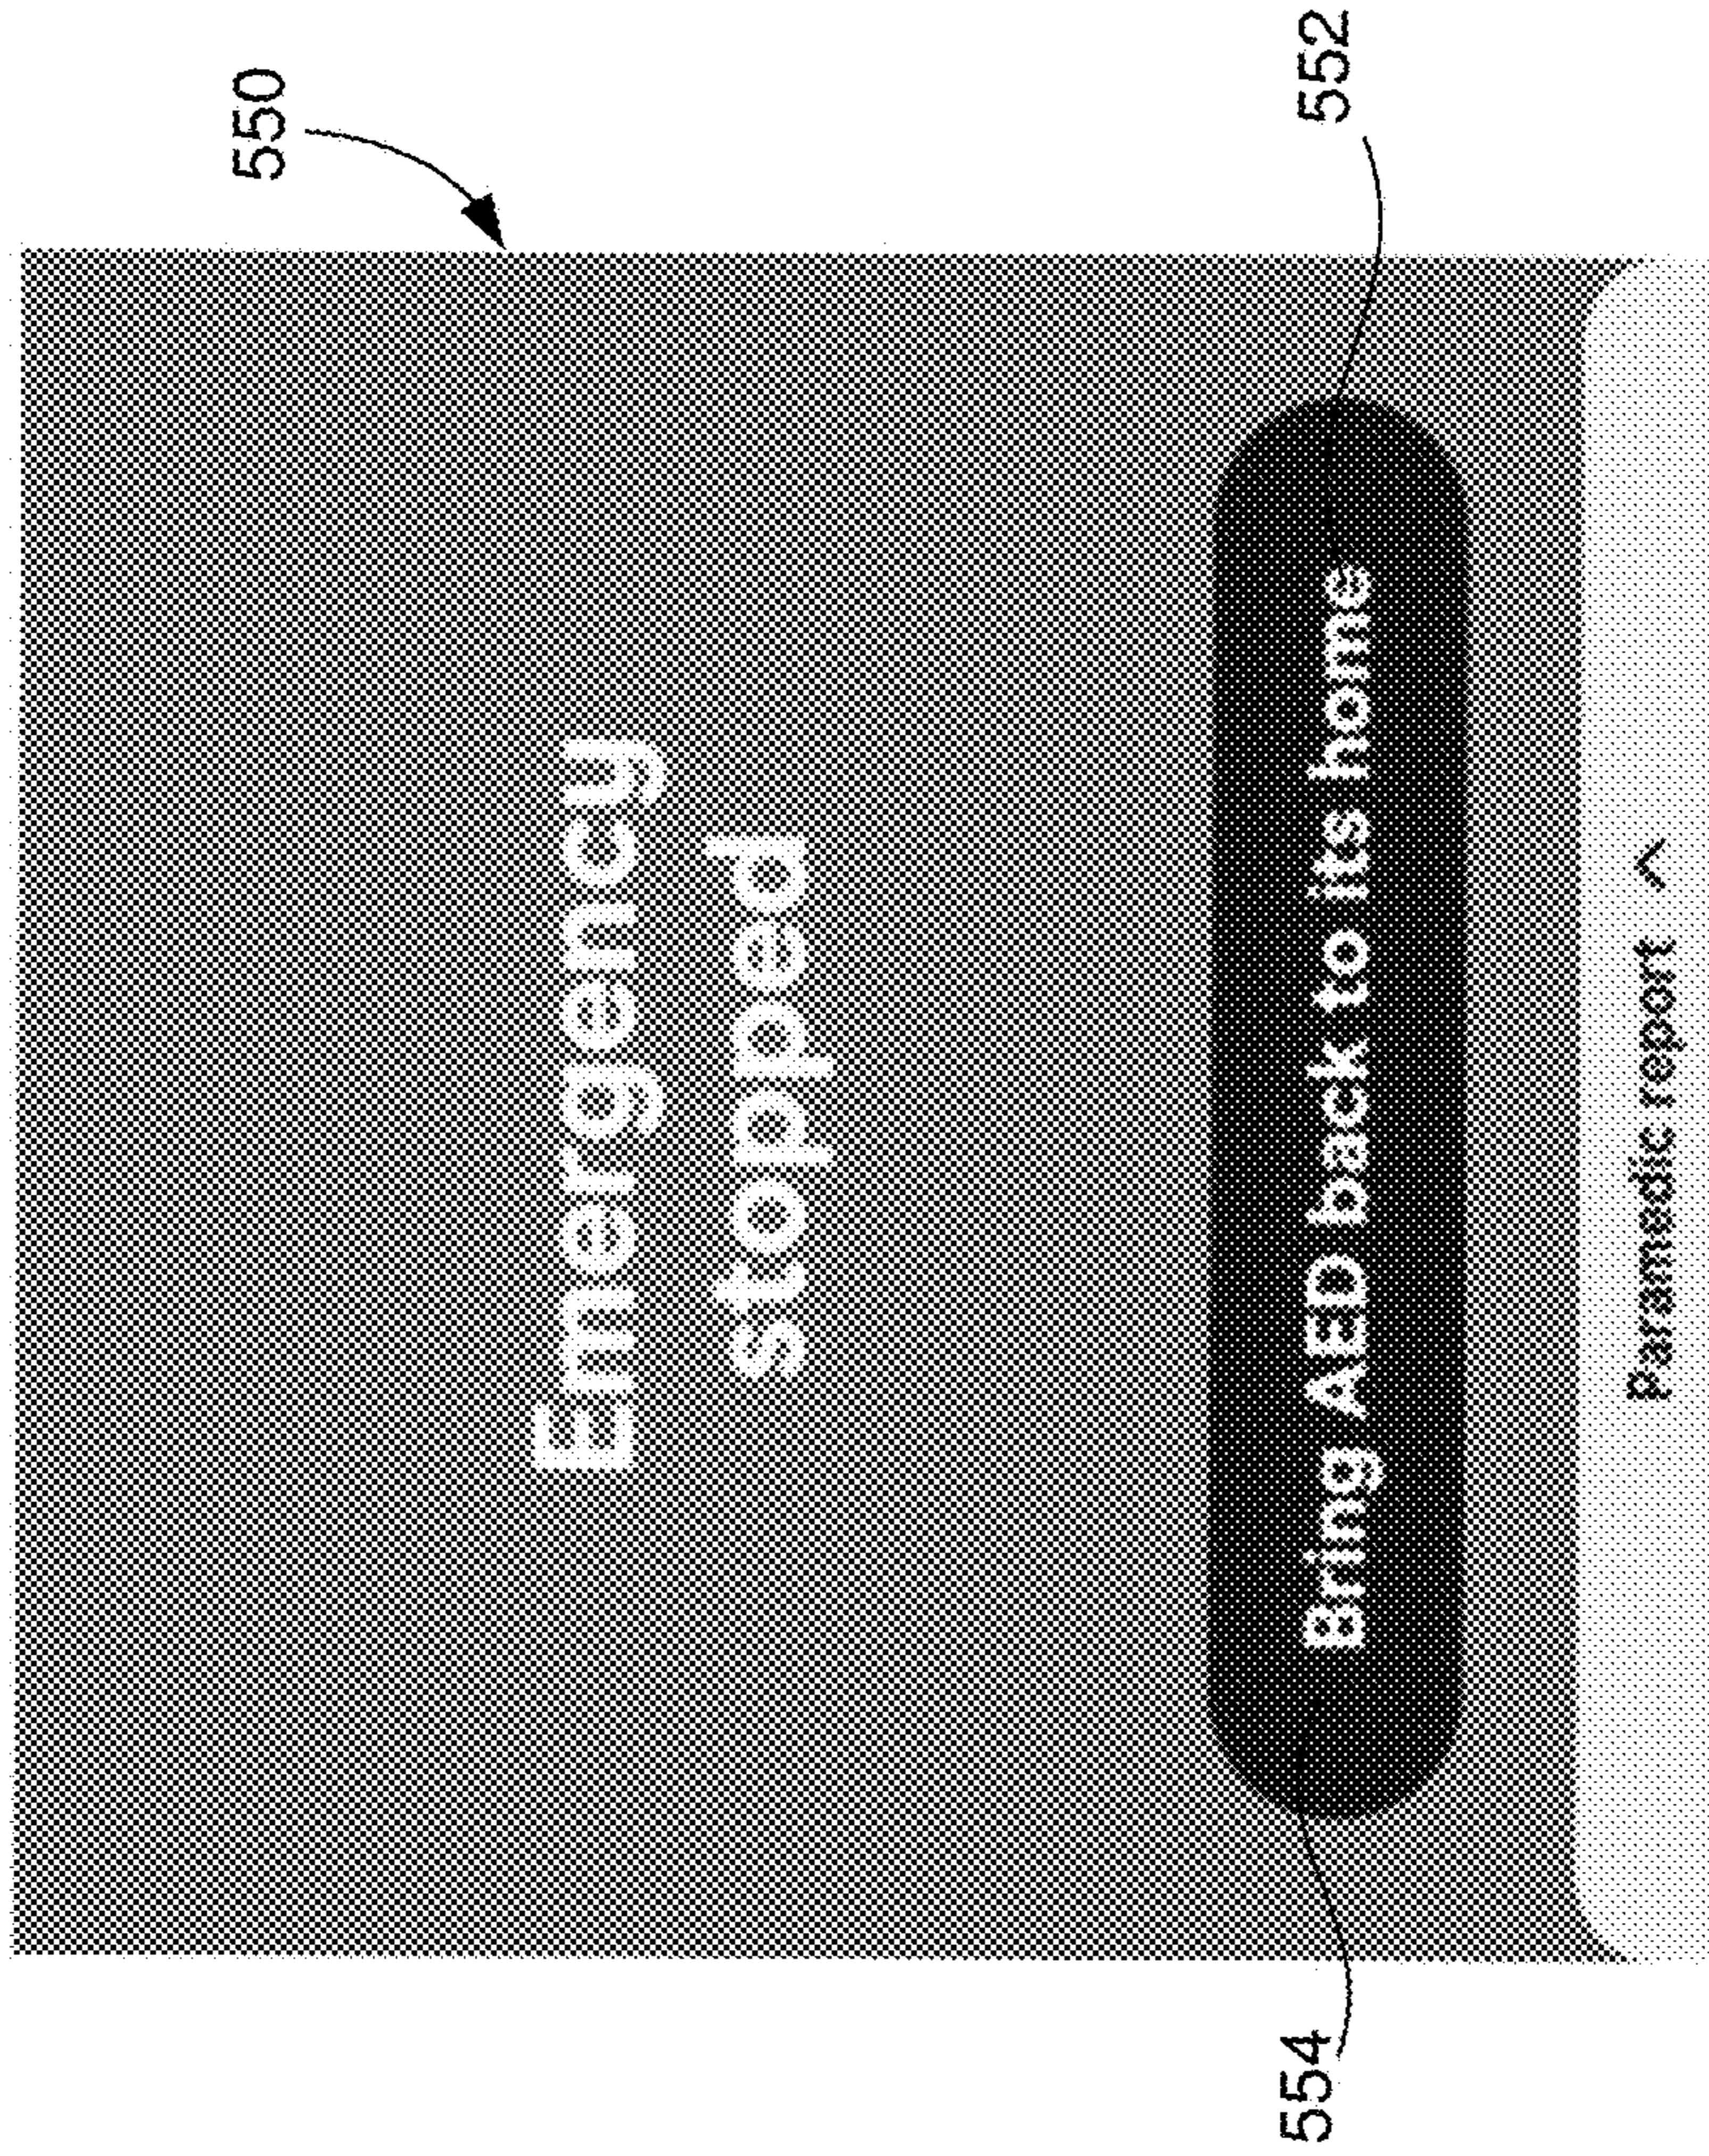 550
Emergency
stopped
552
554
Bring AED back to its home
Paramedic report ^